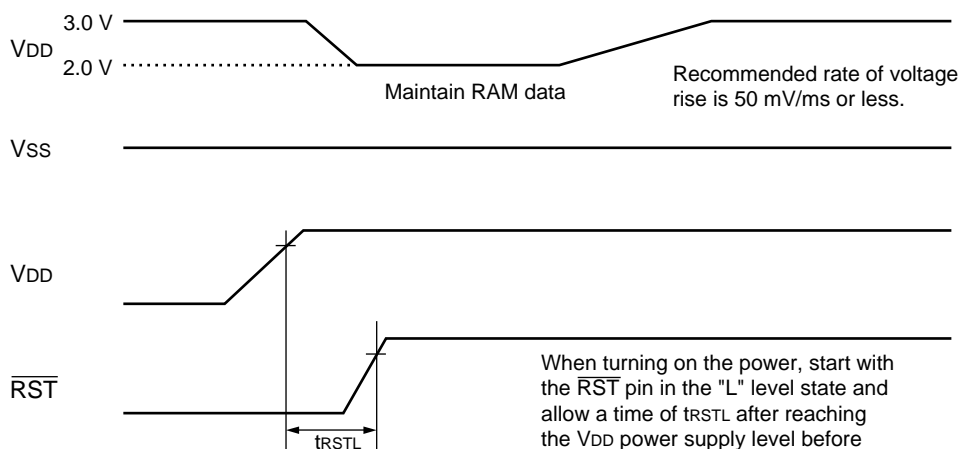 3.0 V
VDD
2.0 V
Maintain RAM data
Recommended rate of voltage
rise is 50 mV/ms or less.
VSS
VDD
RST
When turning on the power, start with
the RST pin in the "L" level state and
allow a time of tRSTL after reaching
the VDD power supply level before
tRSTL